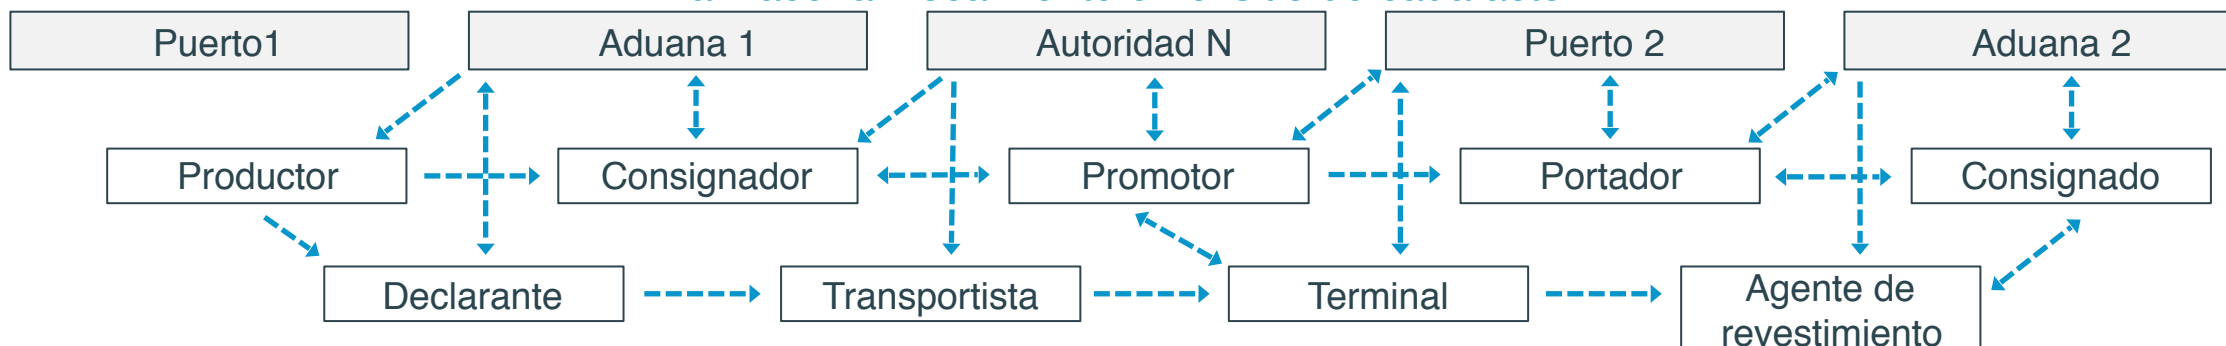 Puerto1
Aduana 1
Autoridad N
Puerto 2
Aduana 2
Productor
Consignador
Promotor
Portador
Consignado
Declarante
Transportista
Terminal
Agente de
revestimiento